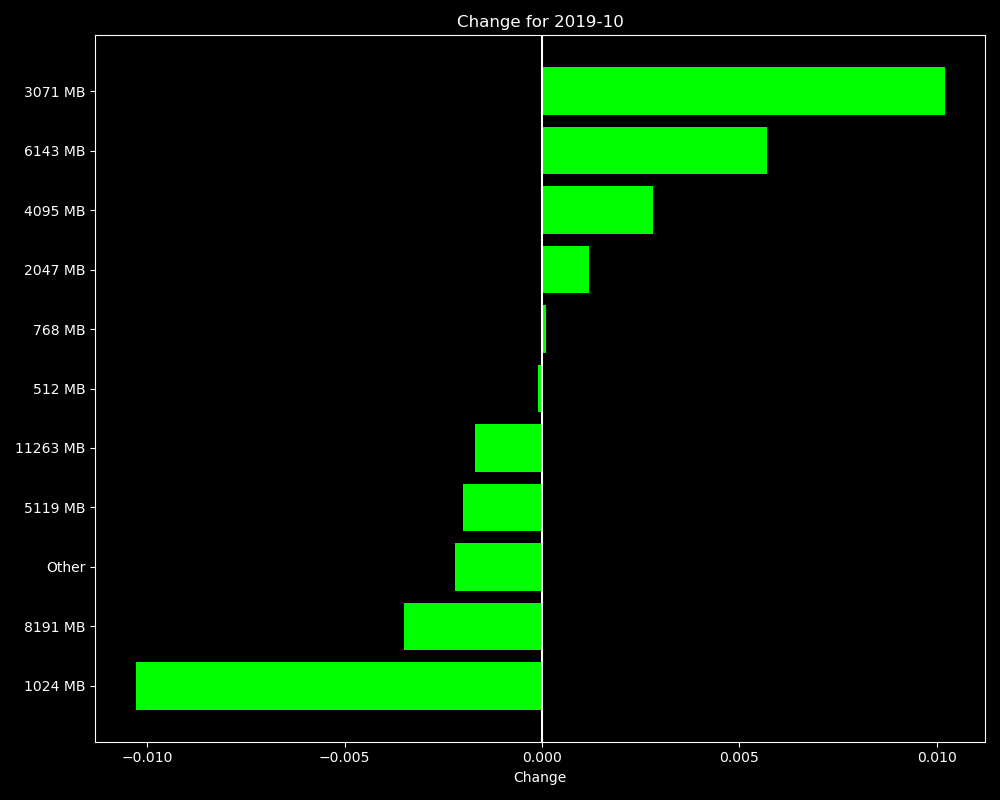 Change for 2019-10
3071 MB
6143 MB
4095 MB
2047 MB
768 MB
512 MB
11263 MB
5119 MB
Other
8191 MB
1024 MB
−0.010 −0.005 0.000 0.005 0.010
Change